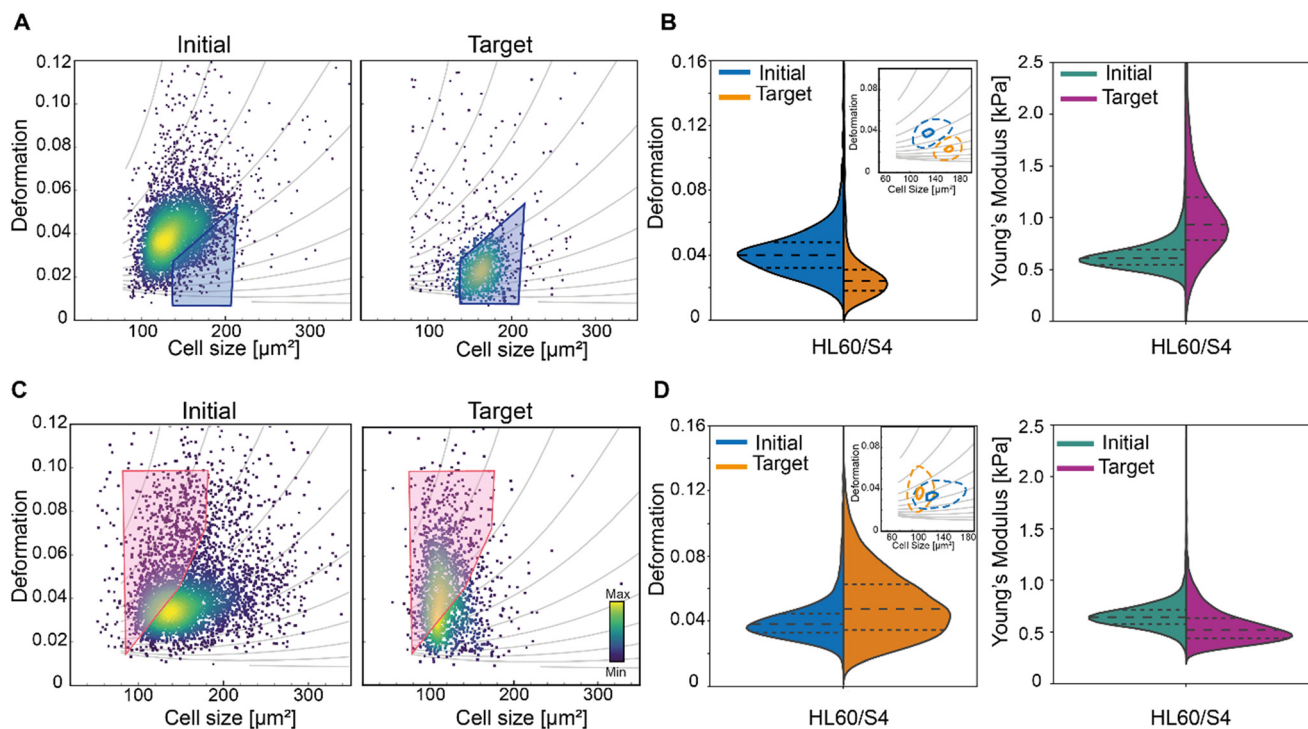 A
Initial
Target
0.12
0.10
0.08
0.06
0.04
0.02
0
Deformation
100
200
300
100
200
300
Cell size [µm²]
Cell size [µm²]
B
0.16
0.12
0.08
0.04
0
Deformation
Initial
Target
0.08
0.04
0
Deformation
60
100
140
180
Cell Size [µm²]
HL60/S4
2.5
2.0
1.5
1.0
0.5
0
Young's Modulus [kPa]
Initial
Target
HL60/S4
C
Initial
Target
0.12
0.10
0.08
0.06
0.04
0.02
0
Deformation
Max
Min
100
200
300
100
200
300
Cell size [µm²]
Cell size [µm²]
D
0.16
0.12
0.08
0.04
0
Deformation
Initial
Target
0.08
0.04
0
Deformation
60
100
140
180
Cell Size [µm²]
HL60/S4
2.5
2.0
1.5
1.0
0.5
0
Young's Modulus [kPa]
Initial
Target
HL60/S4